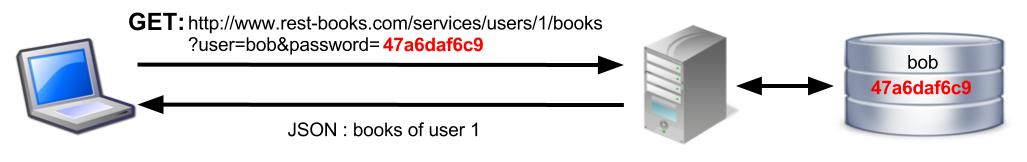 GET: http://www.rest-books.com/services/users/1/books
?user=bob&password= 47a6daf6c9
JSON : books of user 1
bob
47a6daf6c9